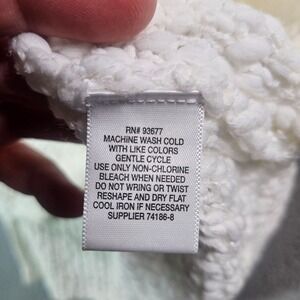 RN# 93677
MACHINE WASH COLD
WITH LIKE COLORS
GENTLE CYCLE
USE ONLY NON-CHLORINE
BLEACH WHEN NEEDED
DO NOT WRING OR TWIST
RESHAPE AND DRY FLAT
COOL IRON IF NECESSARY
SUPPLIER 74186-8